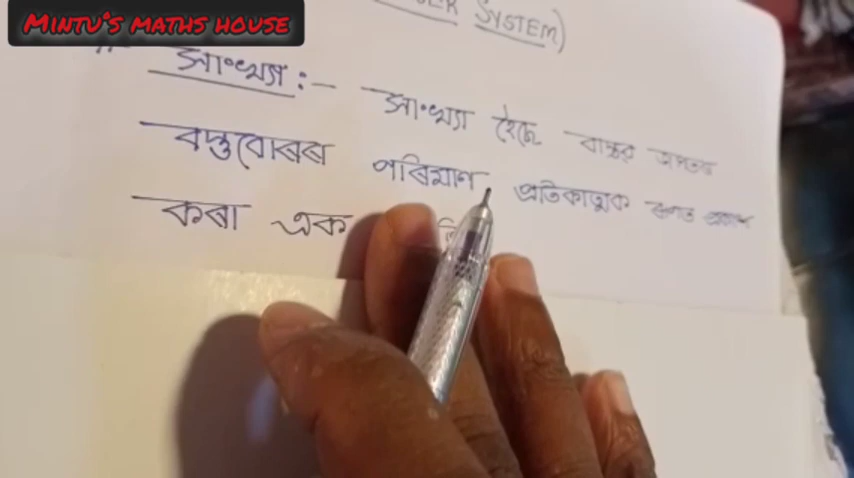 MINTU'S MATHS HOUSE
SYSTEM)
সাংখ্যা :- সাংখ্যা হৈছে বাস্তৱ জগতৰ
বস্তুবোৰৰ পৰিমাণ প্ৰতিকাত্মক ৰূপত প্ৰকাশ
কৰা এক